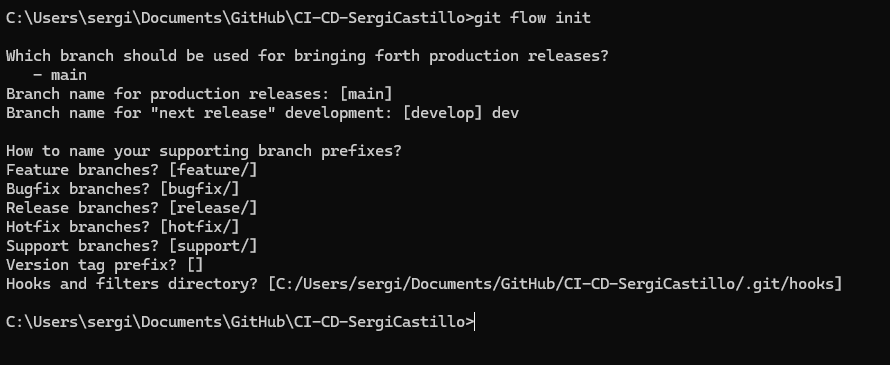 C:\Users\sergi\Documents\GitHub\CI-CD-SergiCastillo>git flow init
Which branch should be used for bringing forth production releases?
   - main
Branch name for production releases: [main]
Branch name for "next release" development: [develop] dev
How to name your supporting branch prefixes?
Feature branches? [feature/]
Bugfix branches? [bugfix/]
Release branches? [release/]
Hotfix branches? [hotfix/]
Support branches? [support/]
Version tag prefix? []
Hooks and filters directory? [C:/Users/sergi/Documents/GitHub/CI-CD-SergiCastillo/.git/hooks]
C:\Users\sergi\Documents\GitHub\CI-CD-SergiCastillo>